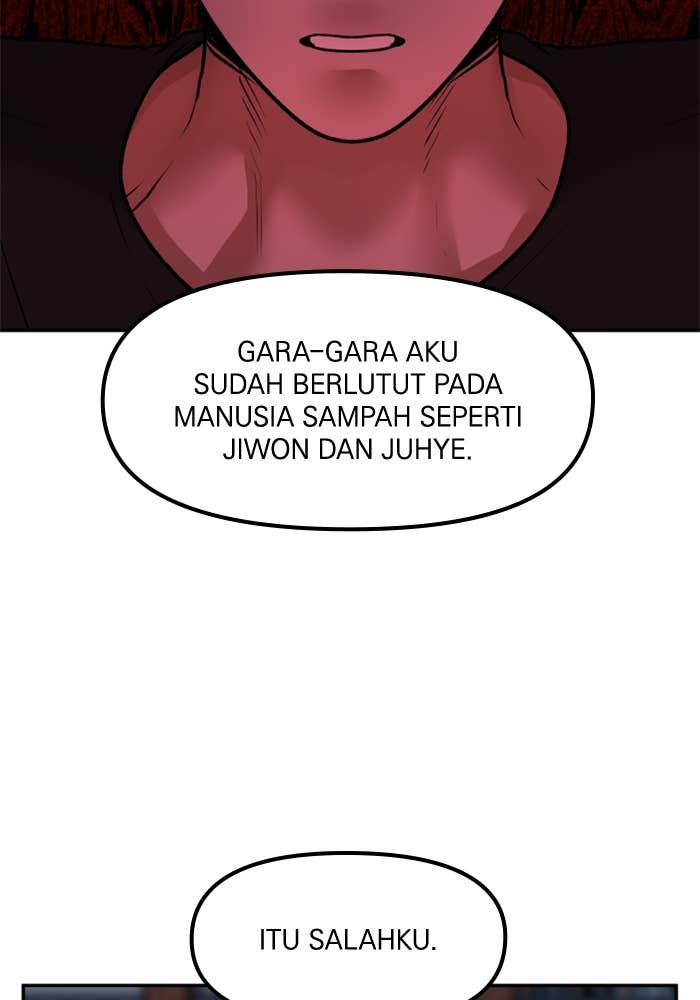 GARA-GARA AKU
SUDAH BERLUTUT PADA
MANUSIA SAMPAH SEPERTI
JIWON DAN JUHYE.
ITU SALAHKU.